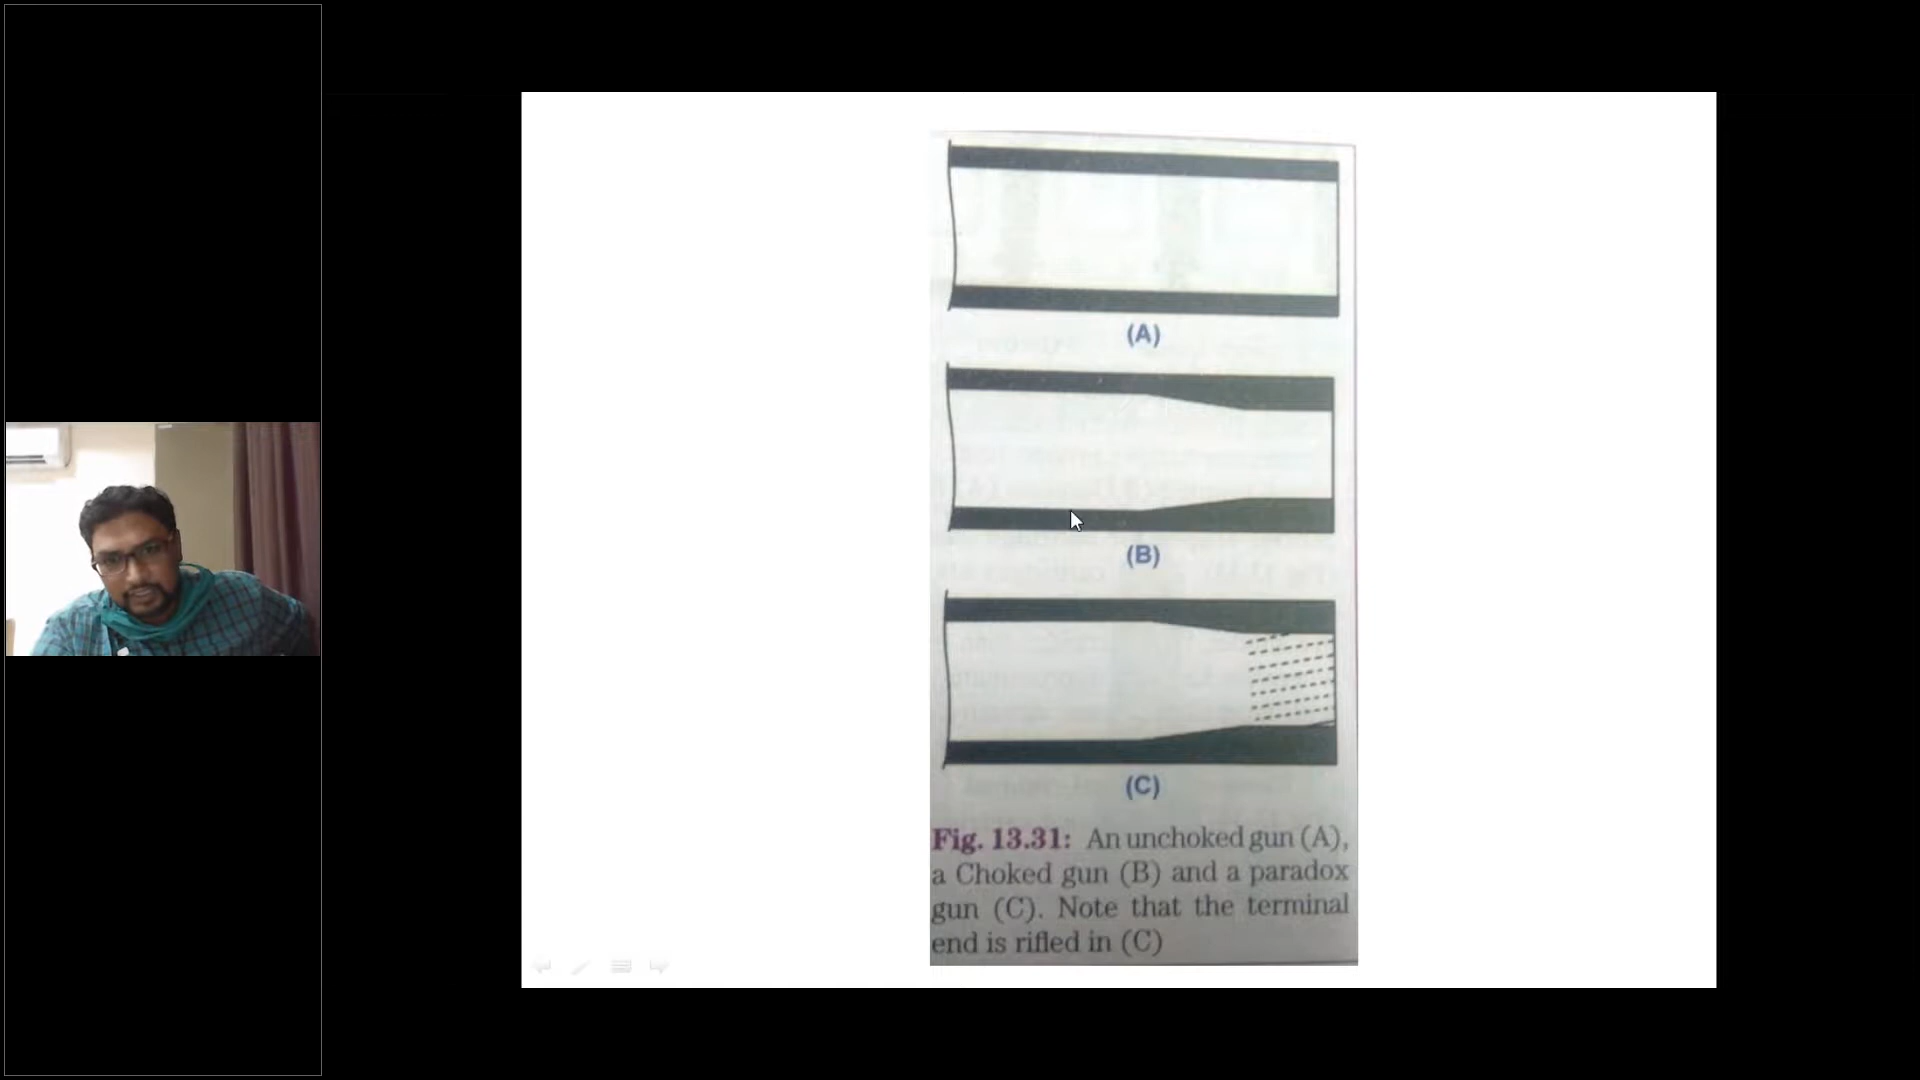 (A)
(B)
(C)
Fig. 13.31: An unchoked gun (A),
a Choked gun (B) and a paradox
gun (C). Note that the terminal
end is rifled in (C)